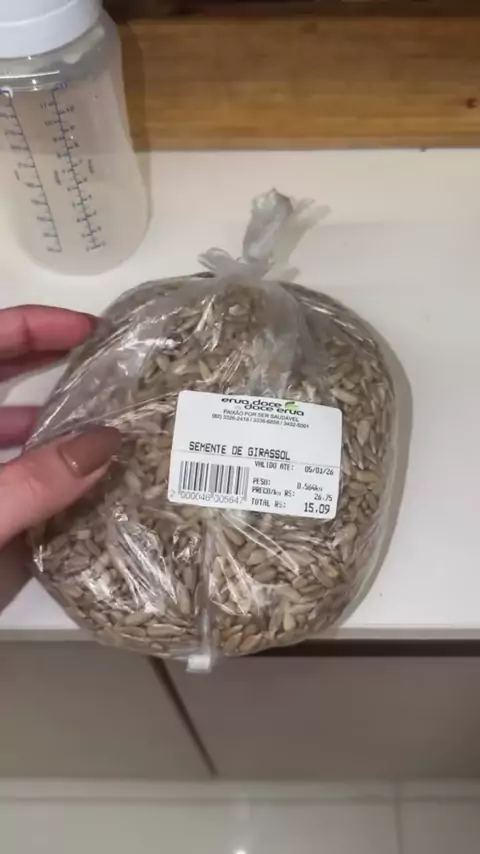 erva doce
erva doce
PAIXÃO POR SER SAUDÁVEL
SEMENTE DE GIRASSOL
VALIDO ATE: 05/01/26
PESO: 0.564kg
PRECO/kg R$: 26.75
TOTAL R$: 15.09
2 000048 005647